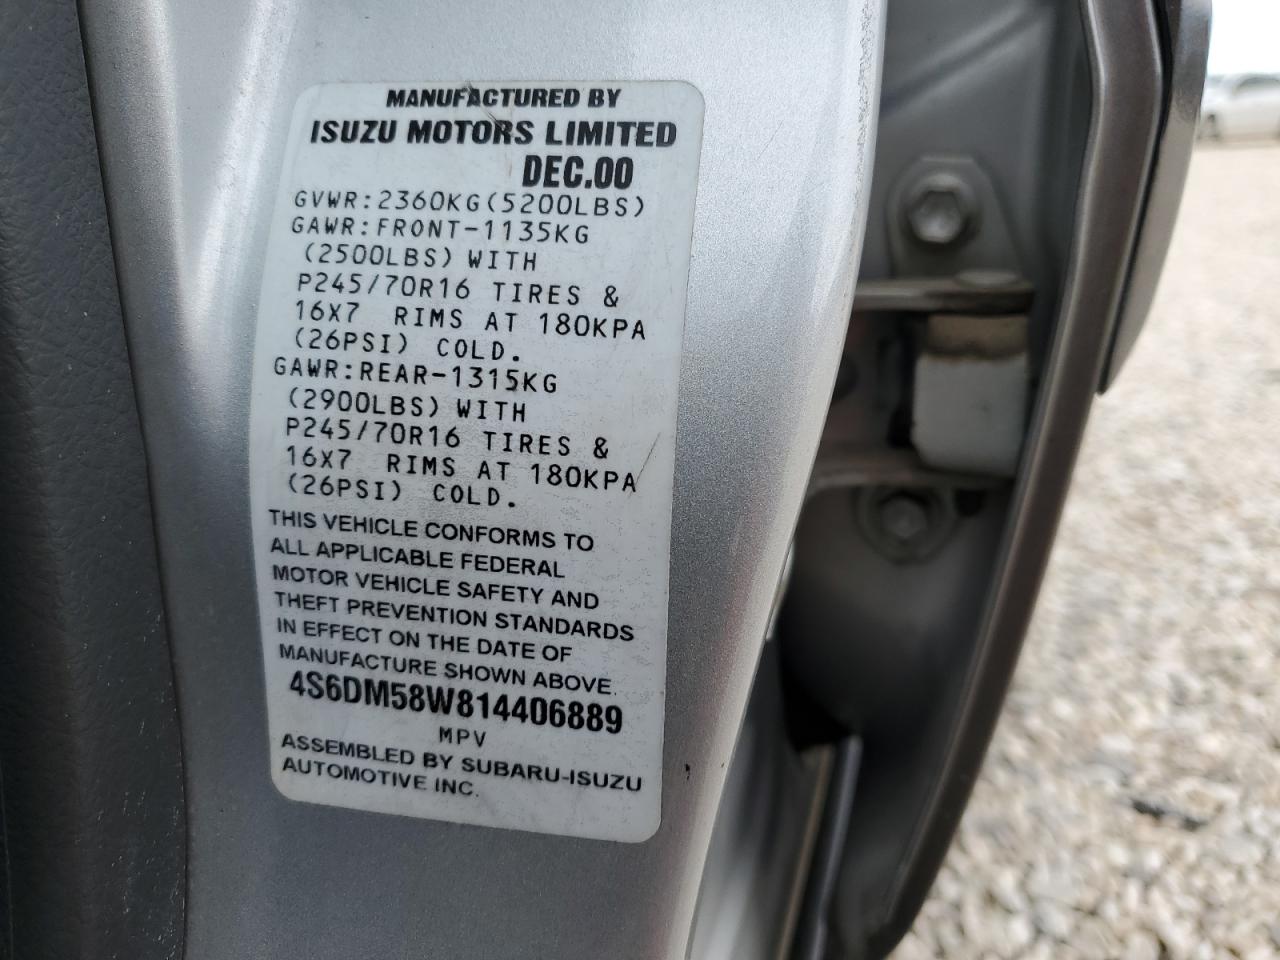 MANUFACTURED BY
ISUZU MOTORS LIMITED
DEC.00
GVWR:2360KG(5200LBS)
GAWR:FRONT-1135KG
(2500LBS) WITH
P245/70R16 TIRES &
16X7 RIMS AT 180KPA
(26PSI) COLD.
GAWR:REAR-1315KG
(2900LBS) WITH
P245/70R16 TIRES &
16X7 RIMS AT 180KPA
(26PSI) COLD.
THIS VEHICLE CONFORMS TO
ALL APPLICABLE FEDERAL
MOTOR VEHICLE SAFETY AND
THEFT PREVENTION STANDARDS
IN EFFECT ON THE DATE OF
MANUFACTURE SHOWN ABOVE.
4S6DM58W814406889
MPV
ASSEMBLED BY SUBARU-ISUZU
AUTOMOTIVE INC.